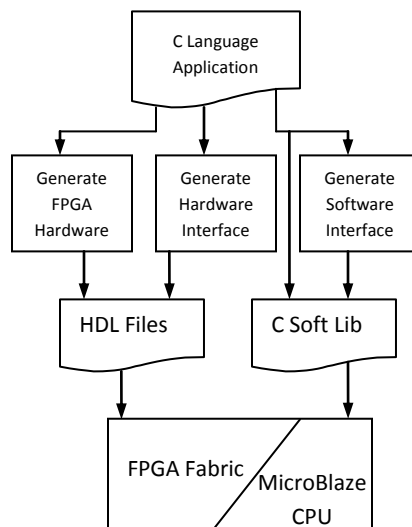 C Language
Application
Generate
FPGA
Hardware
Generate
Hardware
Interface
Generate
Software
Interface
HDL Files
C Soft Lib
FPGA Fabric
MicroBlaze
CPU